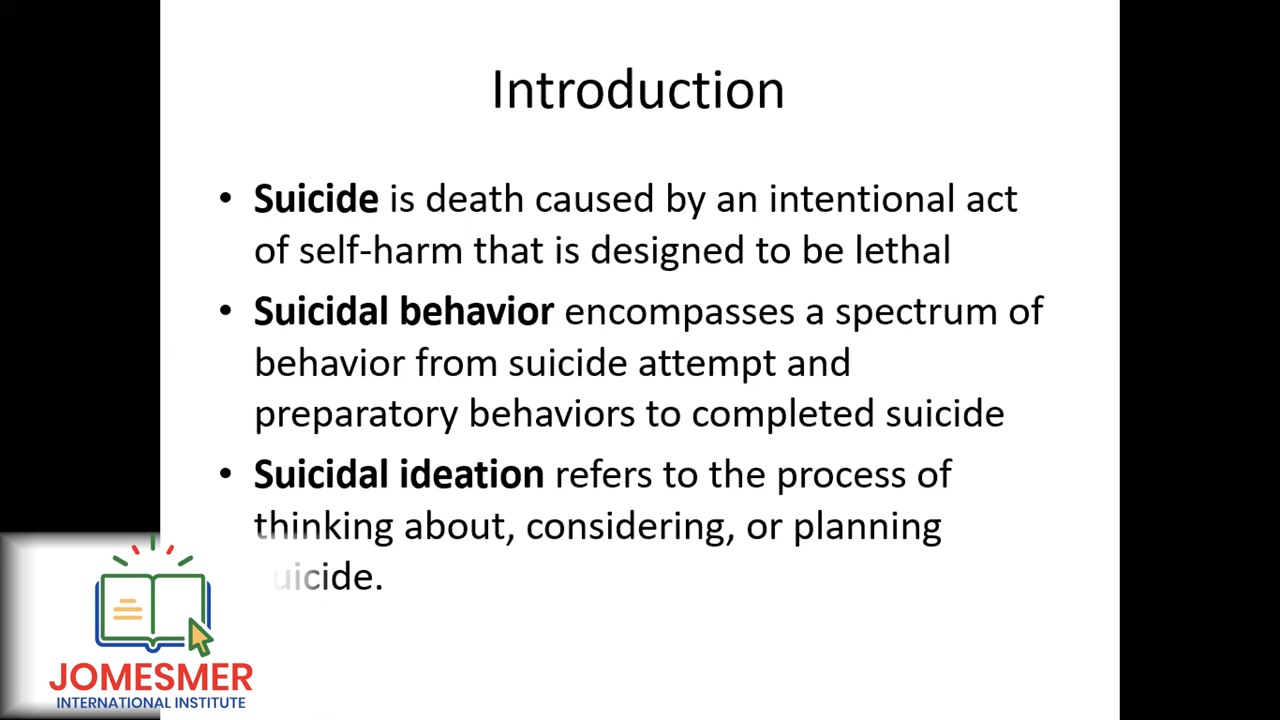 Introduction
• Suicide is death caused by an intentional act
of self-harm that is designed to be lethal
• Suicidal behavior encompasses a spectrum of
behavior from suicide attempt and
preparatory behaviors to completed suicide
• Suicidal ideation refers to the process of
thinking about, considering, or planning
suicide.
JOMESMER
INTERNATIONAL INSTITUTE